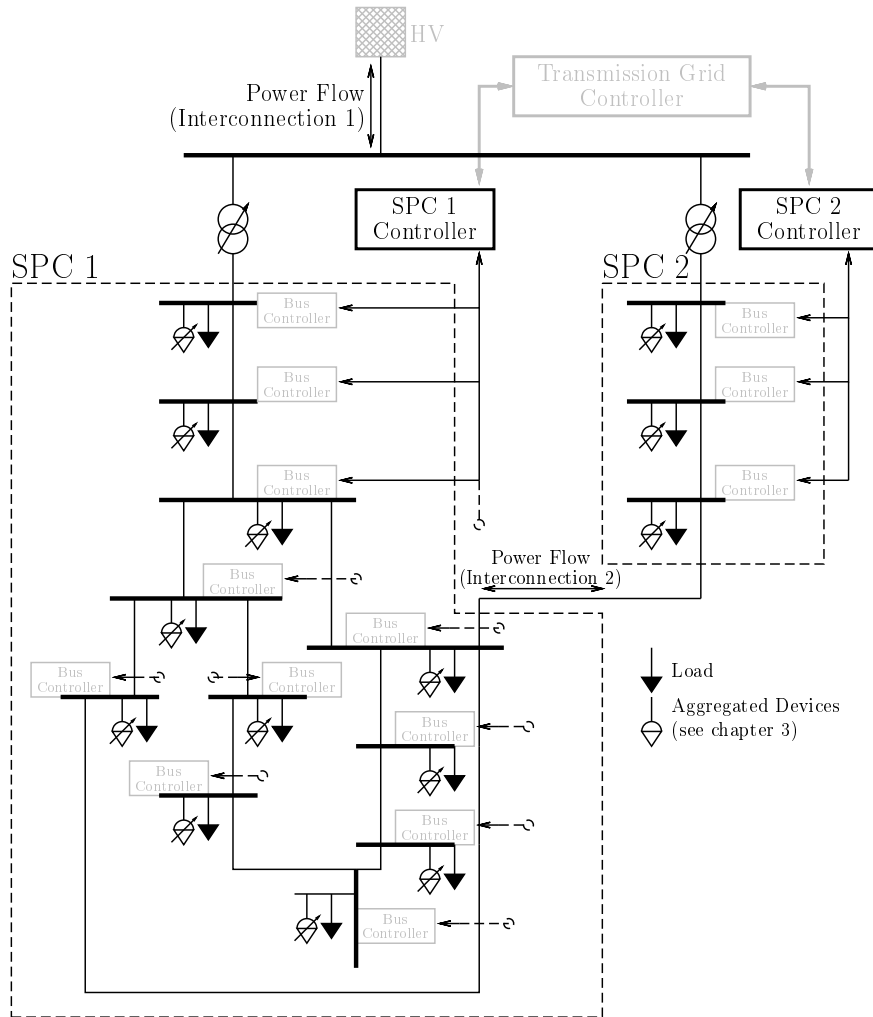 HV
Power Flow
(Interconnection 1)
Transmission Grid
Controller
SPC 1
Controller
SPC 2
Controller
SPC 1
SPC 2
Bus
Controller
Bus
Controller
Bus
Controller
Bus
Controller
Bus
Controller
Bus
Controller
Power Flow
(Interconnection 2)
Bus
Controller
Bus
Controller
Bus
Controller
Bus
Controller
Load
Aggregated Devices
(see chapter 3)
Bus
Controller
Bus
Controller
Bus
Controller
Bus
Controller